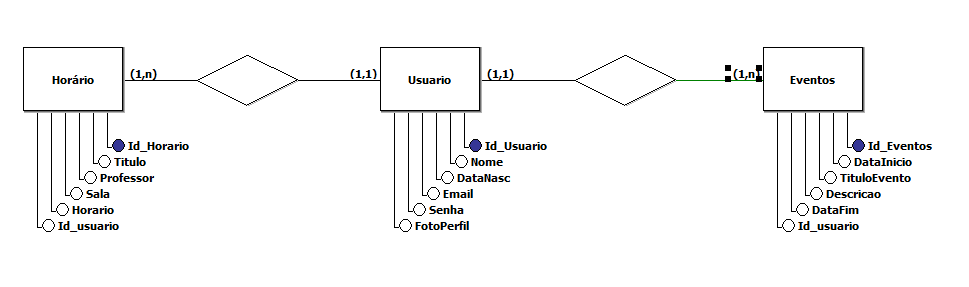 Horário
(1,n)
(1,1)
Usuario
(1,1)
(1,n)
Eventos
Id_Horario
Titulo
Professor
Sala
Horario
Id_usuario
Id_Usuario
Nome
DataNasc
Email
Senha
FotoPerfil
Id_Eventos
DataInicio
TituloEvento
Descricao
DataFim
Id_usuario